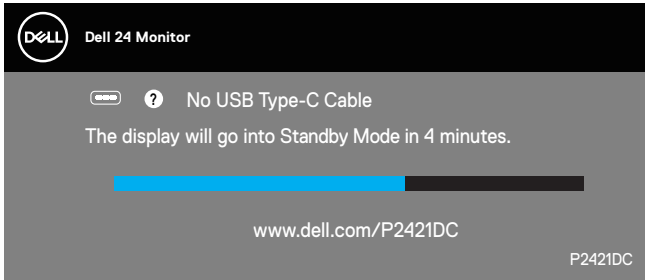 DELL
Dell 24 Monitor
? No USB Type-C Cable
The display will go into Standby Mode in 4 minutes.
www.dell.com/P2421DC
P2421DC